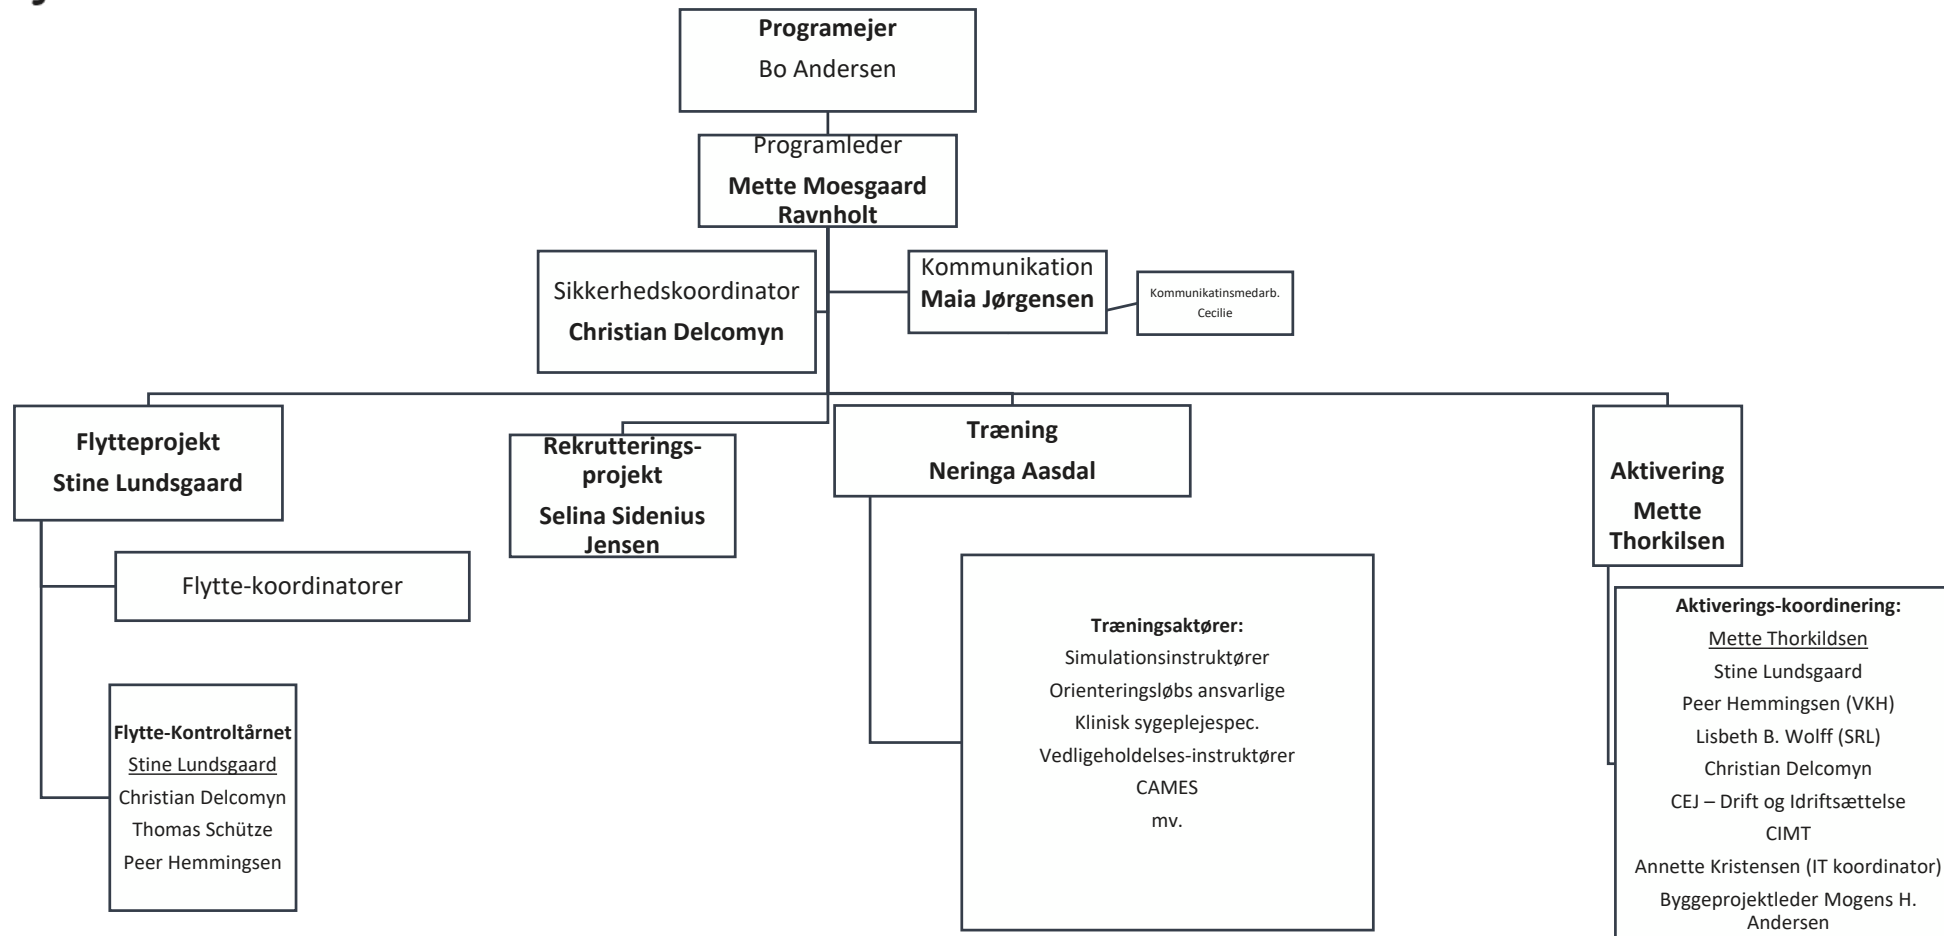 Programejer
Bo Andersen
Programleder
Mette Moesgaard
Ravnholt
Sikkerhedskoordinator
Christian Delcomyn
Kommunikation
Maia Jørgensen
Kommunikatinsmedarb.
Cecilie
Flytteprojekt
Stine Lundsgaard
Rekrutterings-
projekt
Selina Sidenius
Jensen
Træning
Neringa Aasdal
Aktivering
Mette
Thorkilsen
Flytte-koordinatorer
Flytte-Kontroltårnet
Stine Lundsgaard
Christian Delcomyn
Thomas Schütze
Peer Hemmingsen
Træningsaktører:
Simulationsinstruktører
Orienteringsløbs ansvarlige
Klinisk sygeplejespec.
Vedligeholdelses-instruktører
CAMES
mv.
Aktiverings-koordinering:
Mette Thorkildsen
Stine Lundsgaard
Peer Hemmingsen (VKH)
Lisbeth B. Wolff (SRL)
Christian Delcomyn
CEJ – Drift og Idriftsættelse
CIMT
Annette Kristensen (IT koordinator)
Byggeprojektleder Mogens H.
Andersen